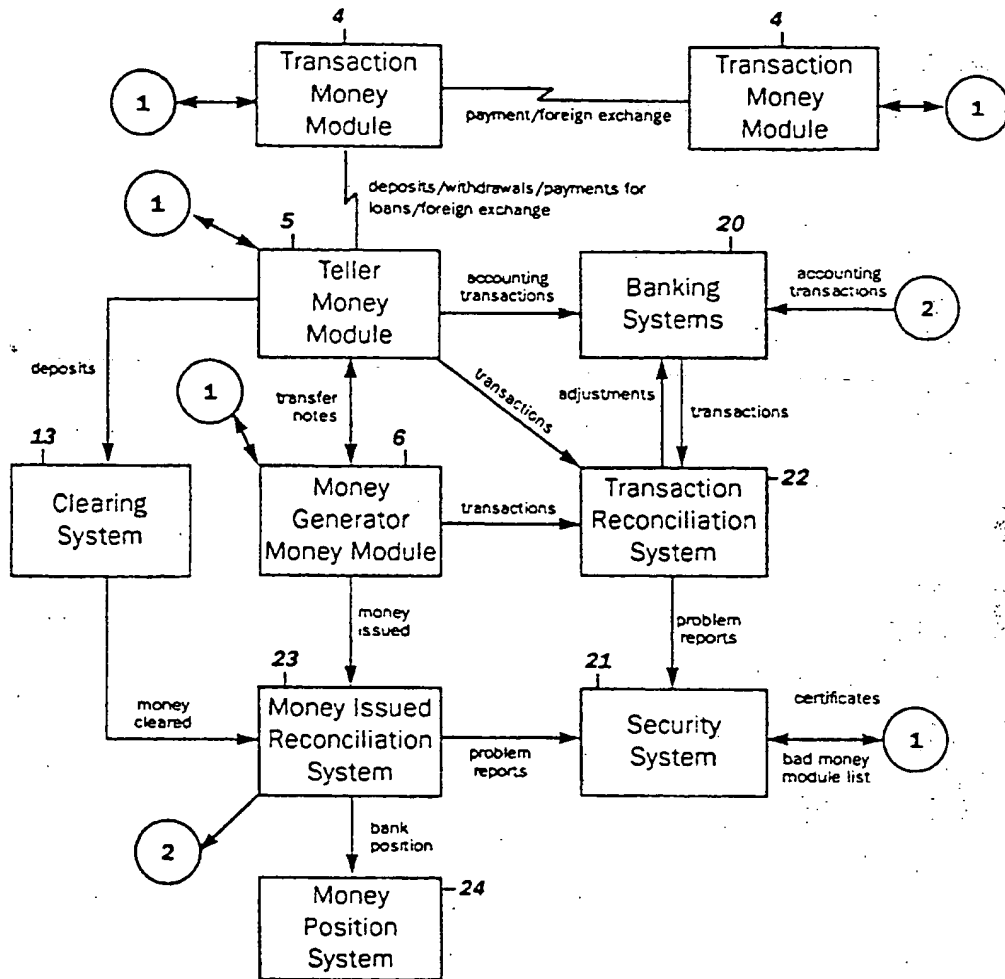 4
4
Transaction
Money
Module
Transaction
Money
Module
1
1
payment/foreign exchange
deposits/withdrawals/payments for
loans/foreign exchange
1
5
20
Teller
Money
Module
accounting
transactions
Banking
Systems
accounting
transactions
2
deposits
1
transfer
notes
transactions
adjustments
transactions
13
6
22
Clearing
System
Money
Generator
Money Module
transactions
Transaction
Reconciliation
System
money
issued
problem
reports
23
21
money
cleared
Money Issued
Reconciliation
System
problem
reports
Security
System
certificates
bad money
module list
1
2
bank
position
24
Money
Position
System